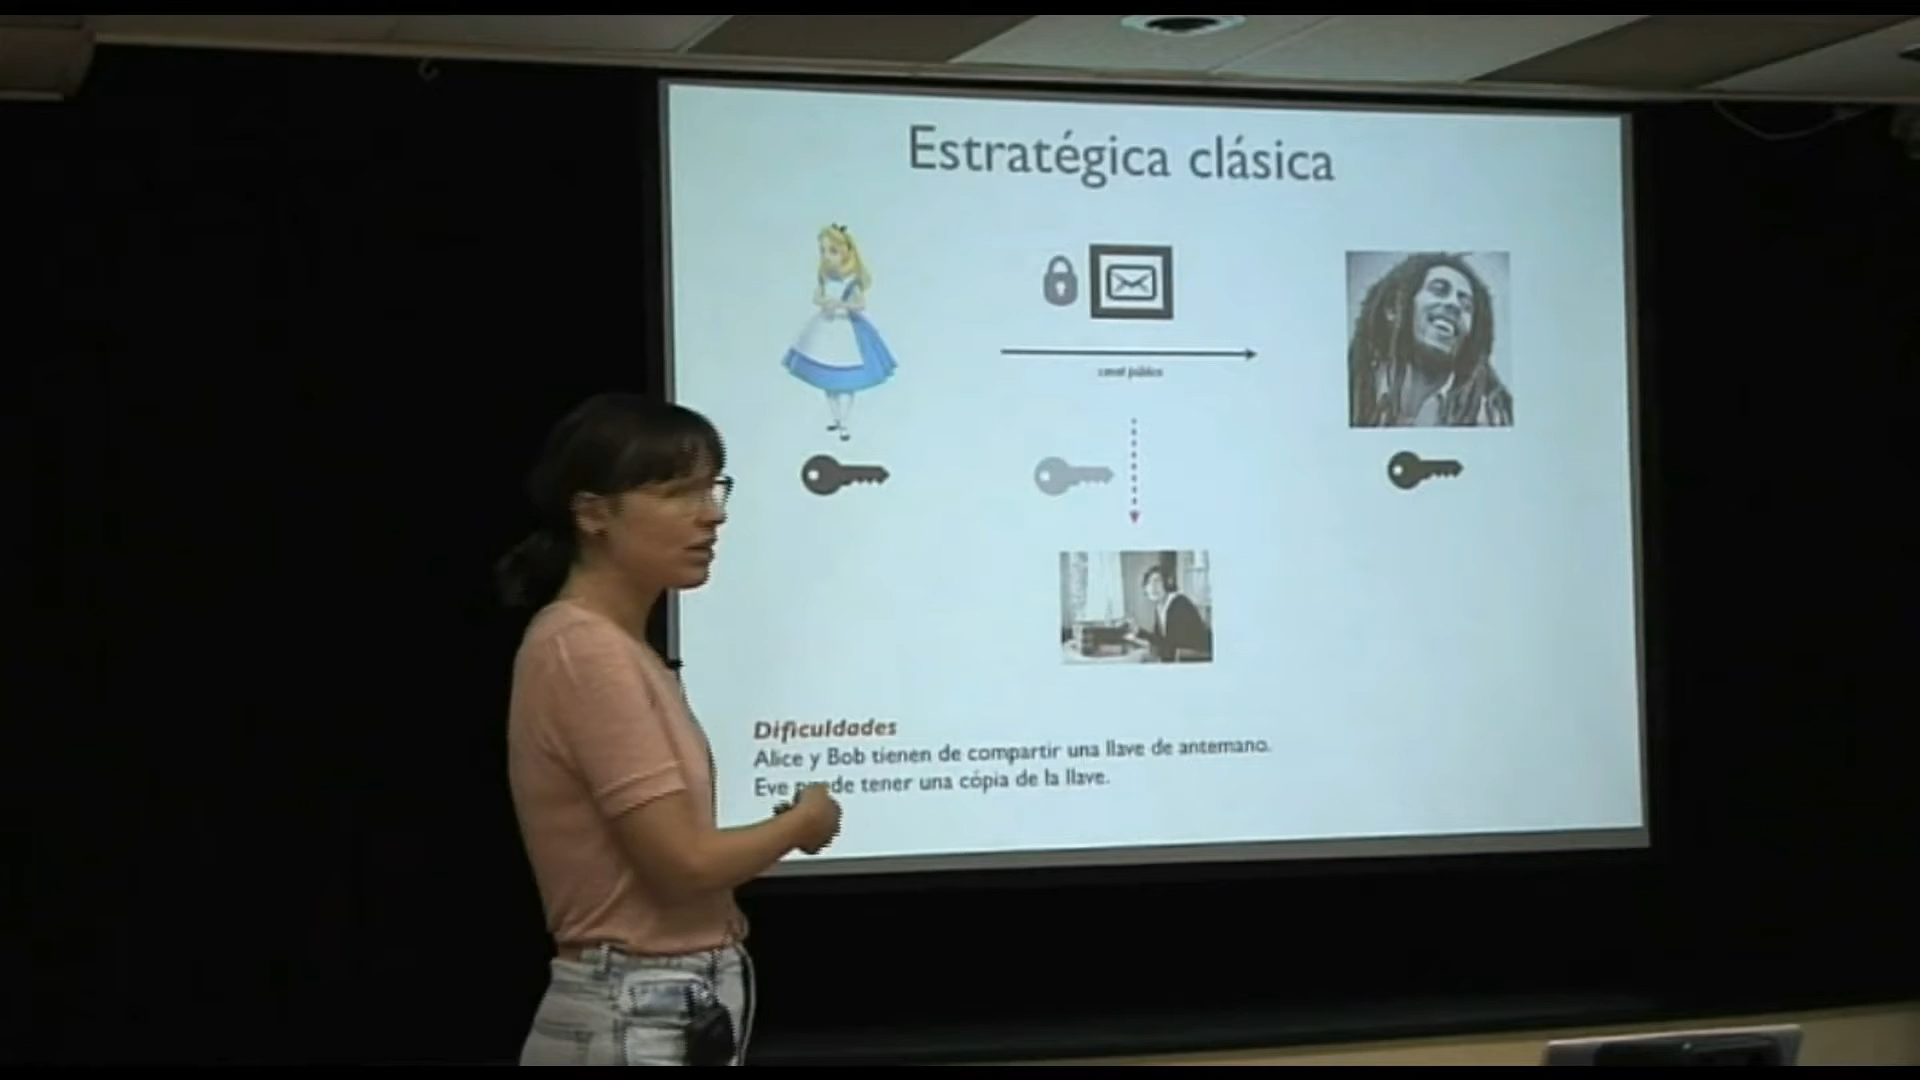 Estratégica clásica
canal público
Dificuldades
Alice y Bob tienen de compartir una llave de antemano.
Eve puede tener una cópia de la llave.